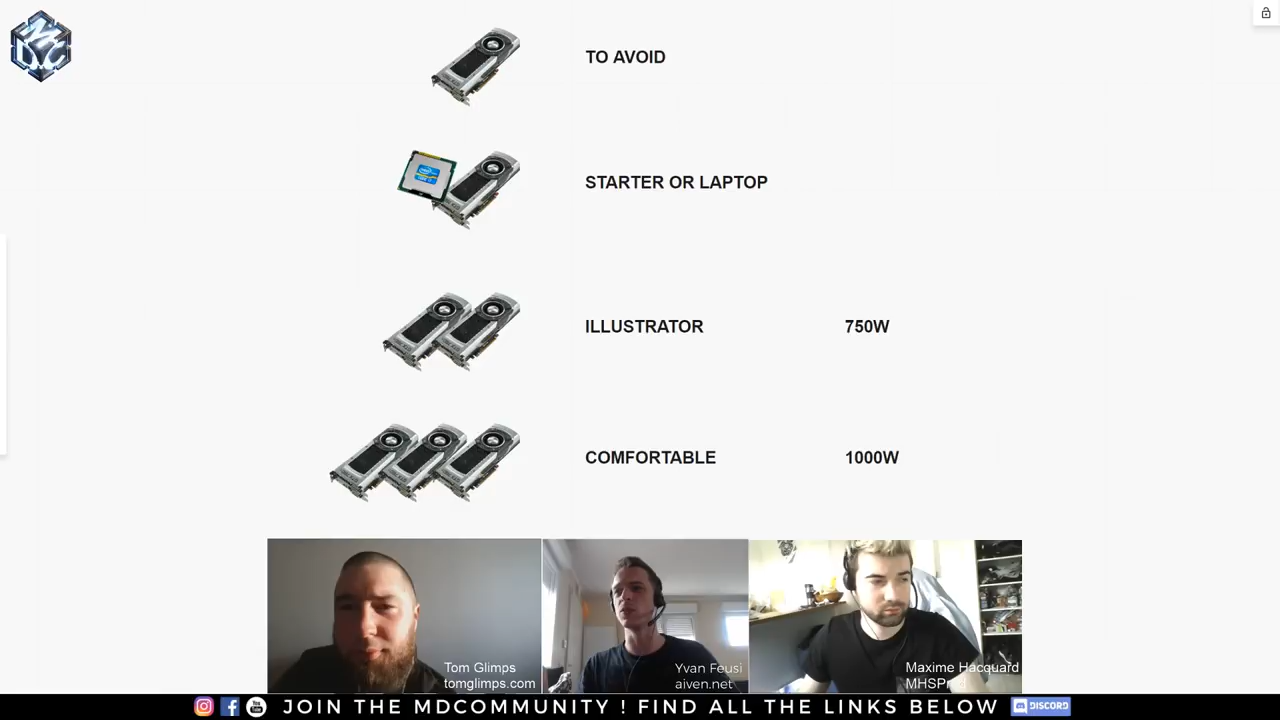 TO AVOID
STARTER OR LAPTOP
ILLUSTRATOR 750W
COMFORTABLE 1000W
Tom Glimps
tomglimps.com
Yvan Feusi
aiven.net
Maxime Hacquard
JOIN THE MDCOMMUNITY ! FIND ALL THE LINKS BELOW DISCORD